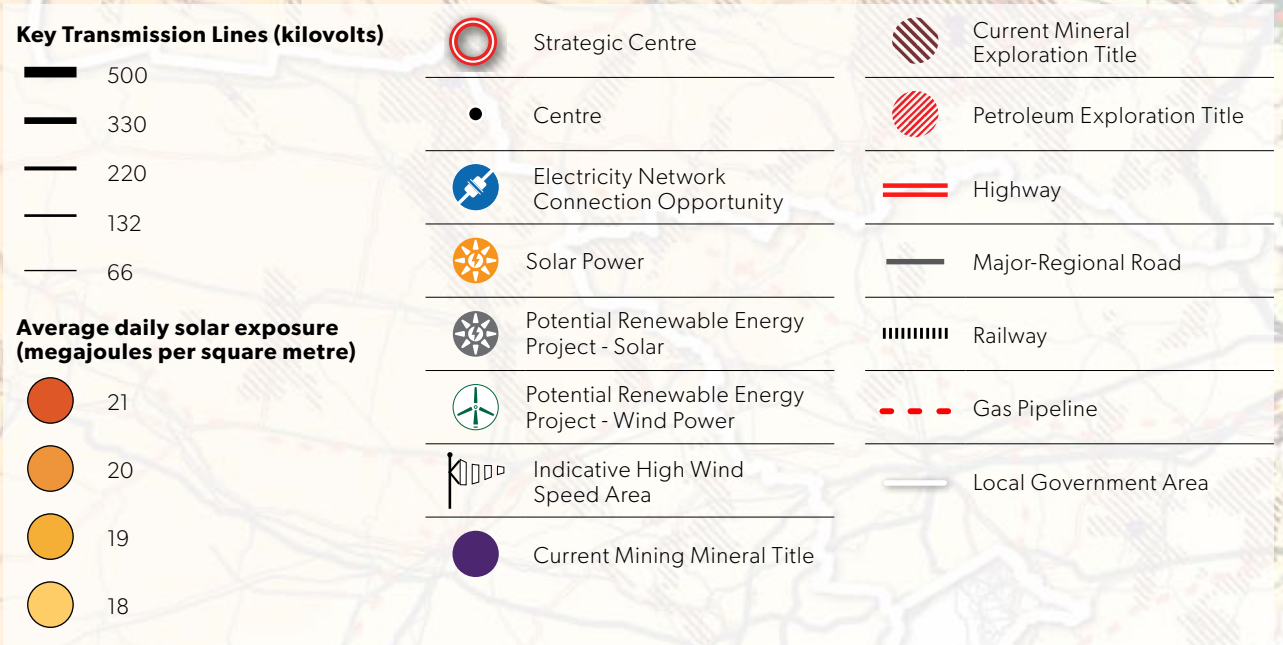 Key Transmission Lines (kilovolts)
500
330
220
132
66
Average daily solar exposure
(megajoules per square metre)
21
20
19
18
Strategic Centre
Centre
Electricity Network
Connection Opportunity
Solar Power
Potential Renewable Energy
Project - Solar
Potential Renewable Energy
Project - Wind Power
Indicative High Wind
Speed Area
Current Mining Mineral Title
Current Mineral
Exploration Title
Petroleum Exploration Title
Highway
Major-Regional Road
Railway
Gas Pipeline
Local Government Area